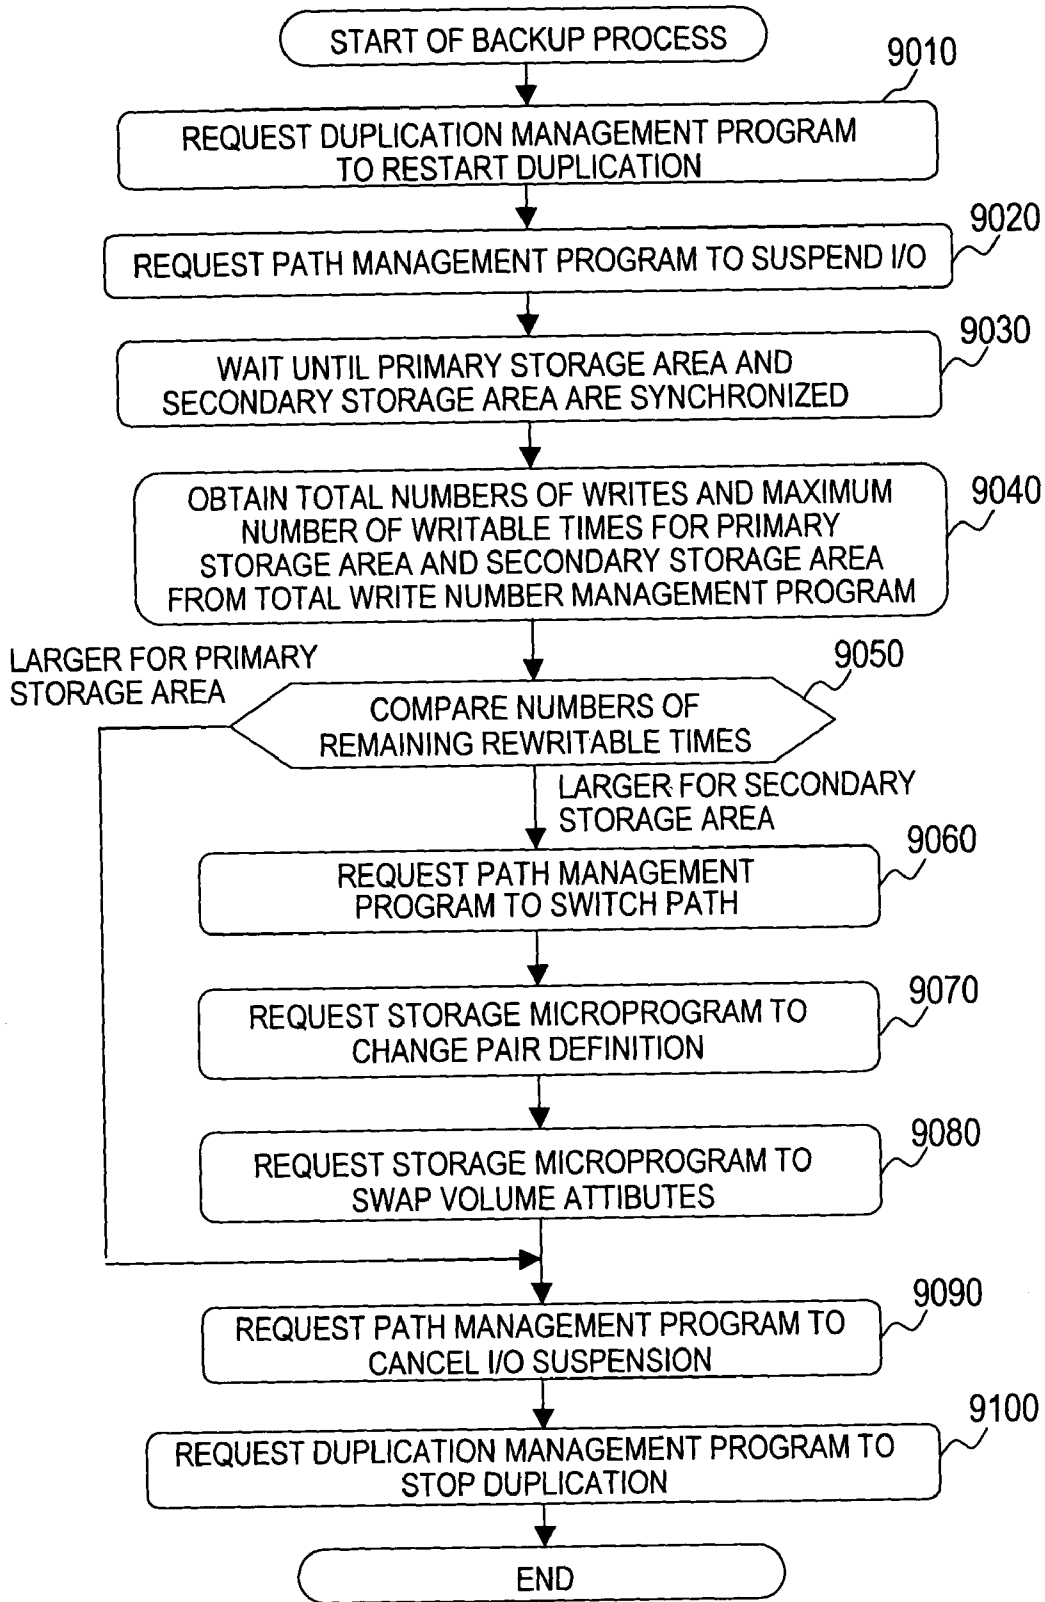 START OF BACKUP PROCESS
9010
REQUEST DUPLICATION MANAGEMENT PROGRAM
TO RESTART DUPLICATION
9020
REQUEST PATH MANAGEMENT PROGRAM TO SUSPEND I/O
9030
WAIT UNTIL PRIMARY STORAGE AREA AND
SECONDARY STORAGE AREA ARE SYNCHRONIZED
9040
OBTAIN TOTAL NUMBERS OF WRITES AND MAXIMUM
NUMBER OF WRITABLE TIMES FOR PRIMARY
STORAGE AREA AND SECONDARY STORAGE AREA
FROM TOTAL WRITE NUMBER MANAGEMENT PROGRAM
LARGER FOR PRIMARY
STORAGE AREA
9050
COMPARE NUMBERS OF
REMAINING REWRITABLE TIMES
LARGER FOR SECONDARY
STORAGE AREA
9060
REQUEST PATH MANAGEMENT
PROGRAM TO SWITCH PATH
9070
REQUEST STORAGE MICROPROGRAM TO
CHANGE PAIR DEFINITION
9080
REQUEST STORAGE MICROPROGRAM TO
SWAP VOLUME ATTIBUTES
9090
REQUEST PATH MANAGEMENT PROGRAM TO
CANCEL I/O SUSPENSION
9100
REQUEST DUPLICATION MANAGEMENT PROGRAM TO
STOP DUPLICATION
END